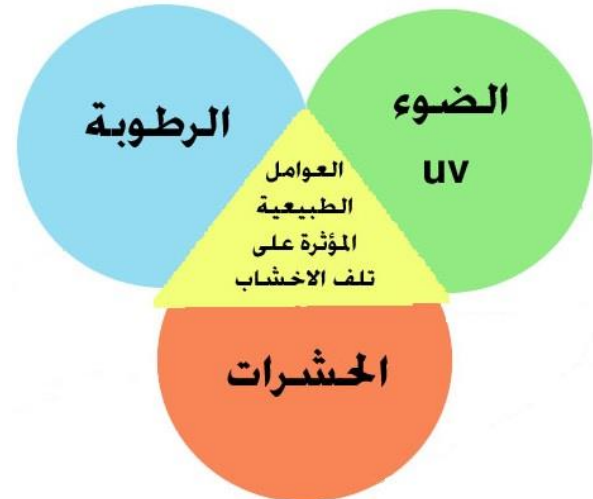 الضوء
uv
الرطوبة
العوامل
الطبيعية
المؤثرة على
تلف الاخشاب
الحشرات